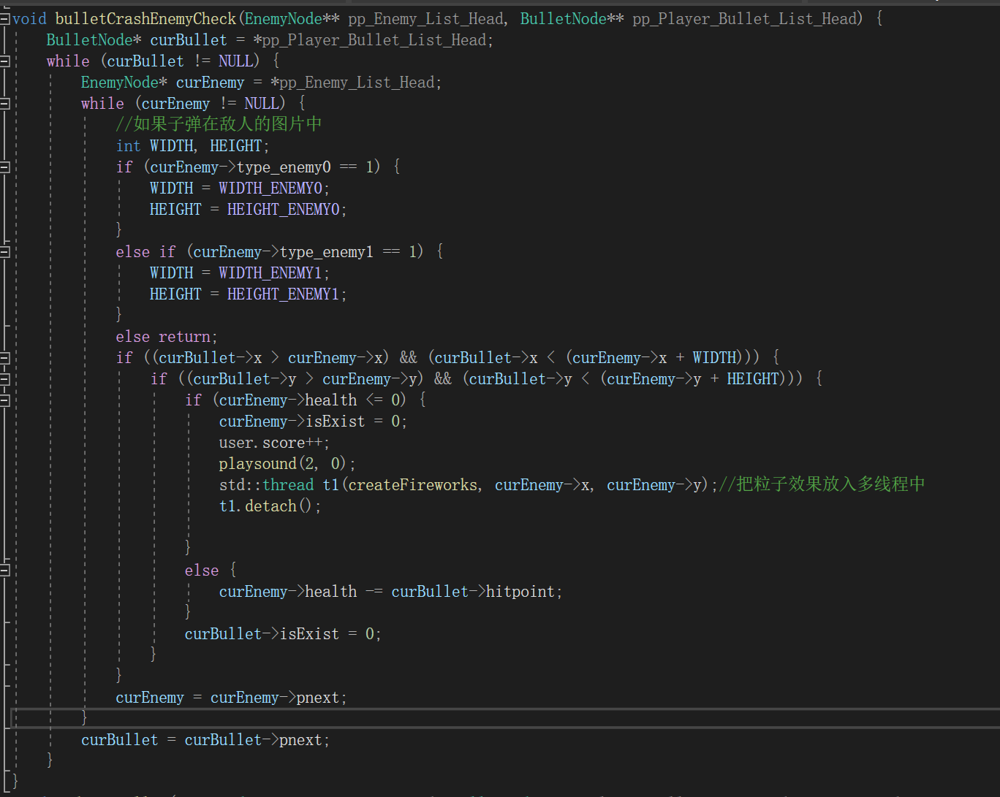 void bulletCrashEnemyCheck(EnemyNode** pp_Enemy_List_Head, BulletNode** pp_Player_Bullet_List_Head) {
BulletNode* curBullet = *pp_Player_Bullet_List_Head;
while (curBullet != NULL) {
EnemyNode* curEnemy = *pp_Enemy_List_Head;
while (curEnemy != NULL) {
//如果子弹在敌人的图片中
int WIDTH, HEIGHT;
if (curEnemy->type_enemy0 == 1) {
WIDTH = WIDTH_ENEMY0;
HEIGHT = HEIGHT_ENEMY0;
}
else if (curEnemy->type_enemy1 == 1) {
WIDTH = WIDTH_ENEMY1;
HEIGHT = HEIGHT_ENEMY1;
}
else return;
if ((curBullet->x > curEnemy->x) && (curBullet->x < (curEnemy->x + WIDTH))) {
if ((curBullet->y > curEnemy->y) && (curBullet->y < (curEnemy->y + HEIGHT))) {
if (curEnemy->health <= 0) {
curEnemy->isExist = 0;
user.score++;
playsound(2, 0);
std::thread t1(createFireworks, curEnemy->x, curEnemy->y);//把粒子效果放入多线程中
t1.detach();
}
else {
curEnemy->health -= curBullet->hitpoint;
}
curBullet->isExist = 0;
}
}
curEnemy = curEnemy->pnext;
}
curBullet = curBullet->pnext;
}
}